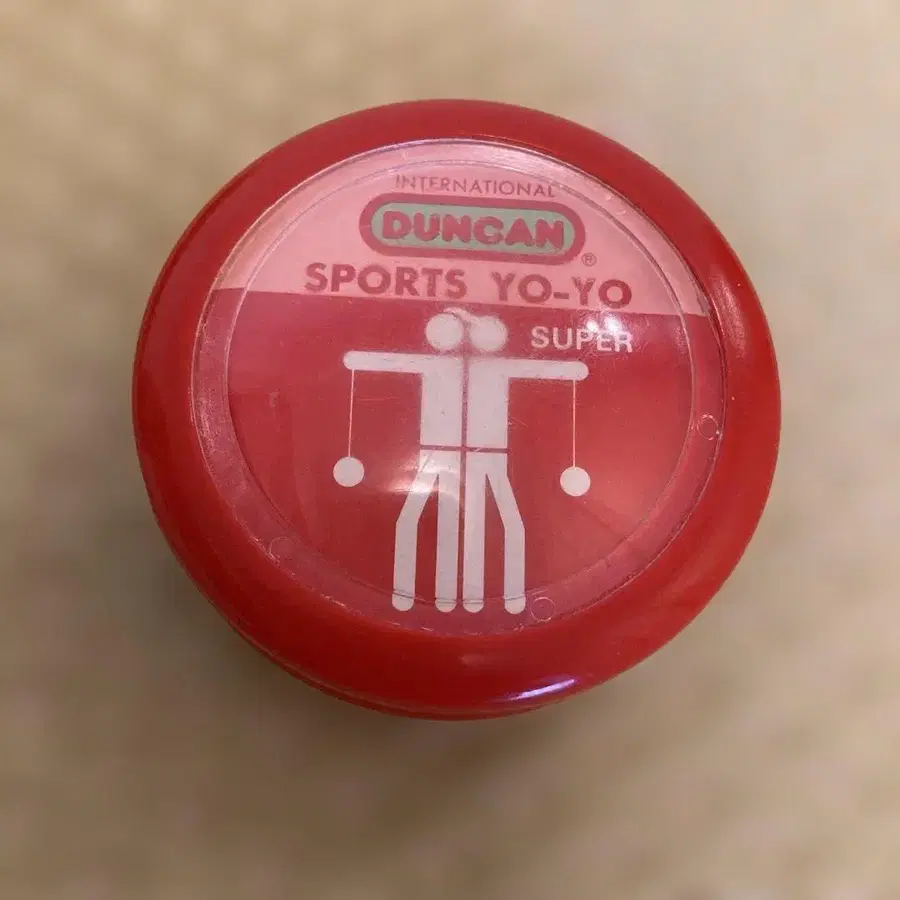 INTERNATIONAL
DUNCAN®
SPORTS YO-YO
SUPER